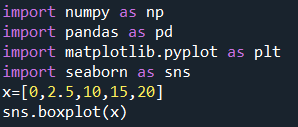 import numpy as np
import pandas as pd
import matplotlib.pyplot as plt
import seaborn as sns
x=[0,2.5,10,15,20]
sns.boxplot(x)